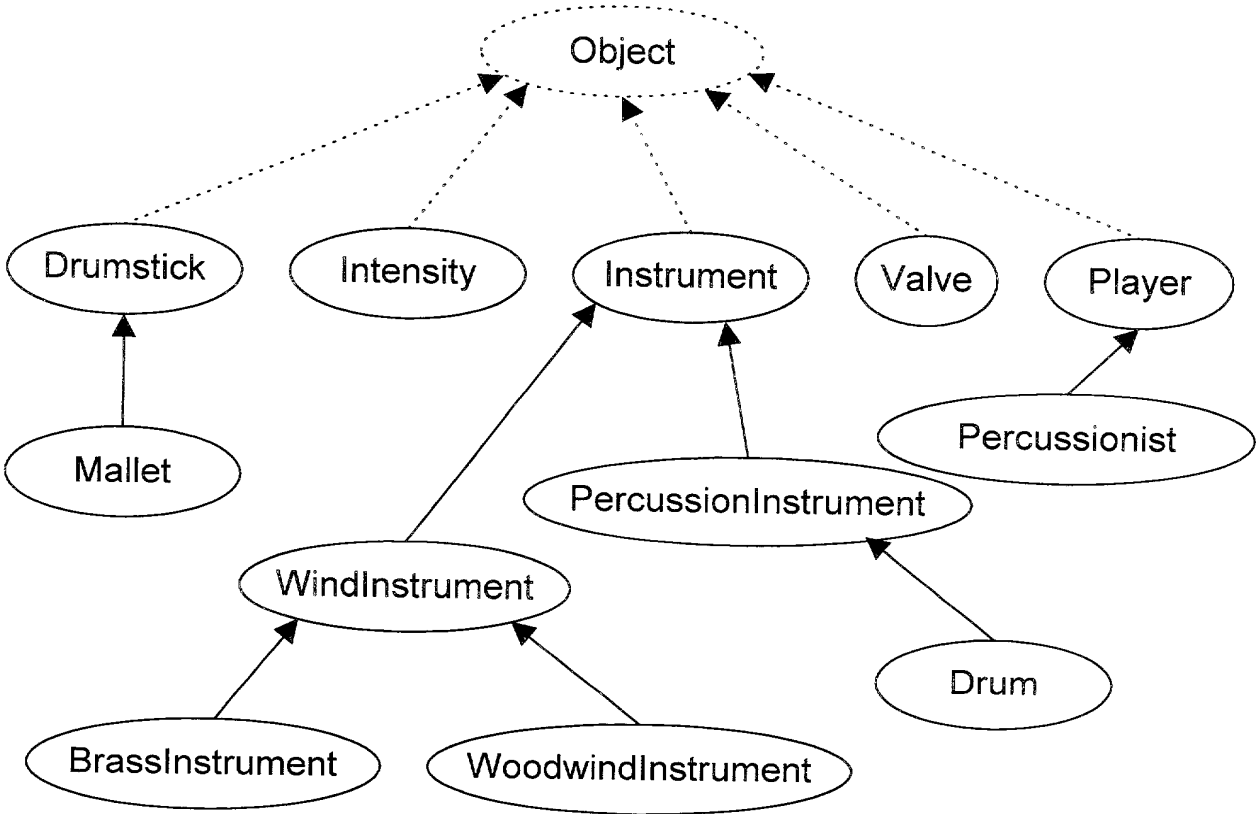 Object
Drumstick
Intensity
Instrument
Valve
Player
Mallet
PercussionInstrument
Percussionist
WindInstrument
Drum
BrassInstrument
WoodwindInstrument